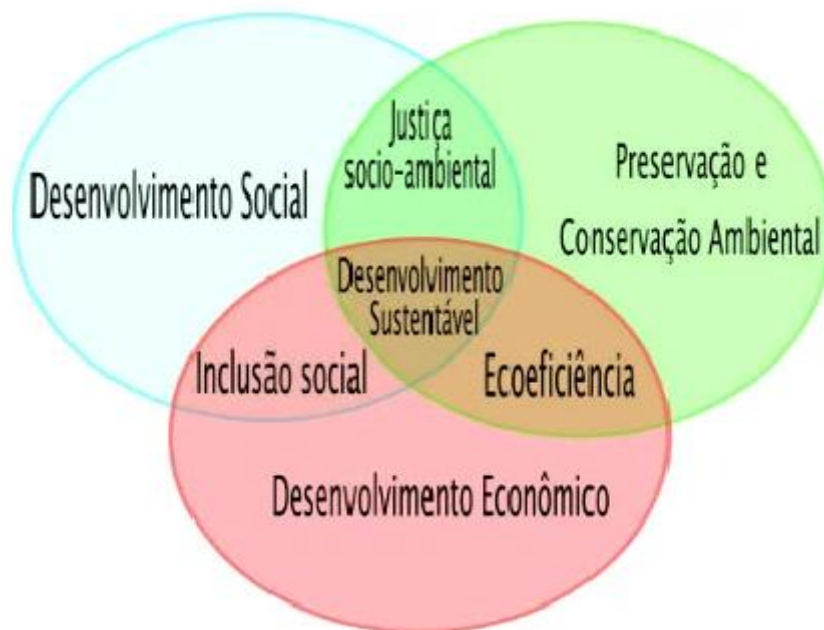 Justiça
socio-ambiental
Desenvolvimento Social
Preservação e
Conservação Ambiental
Desenvolvimento
Sustentável
Inclusão social
Ecoeficiência
Desenvolvimento Econômico